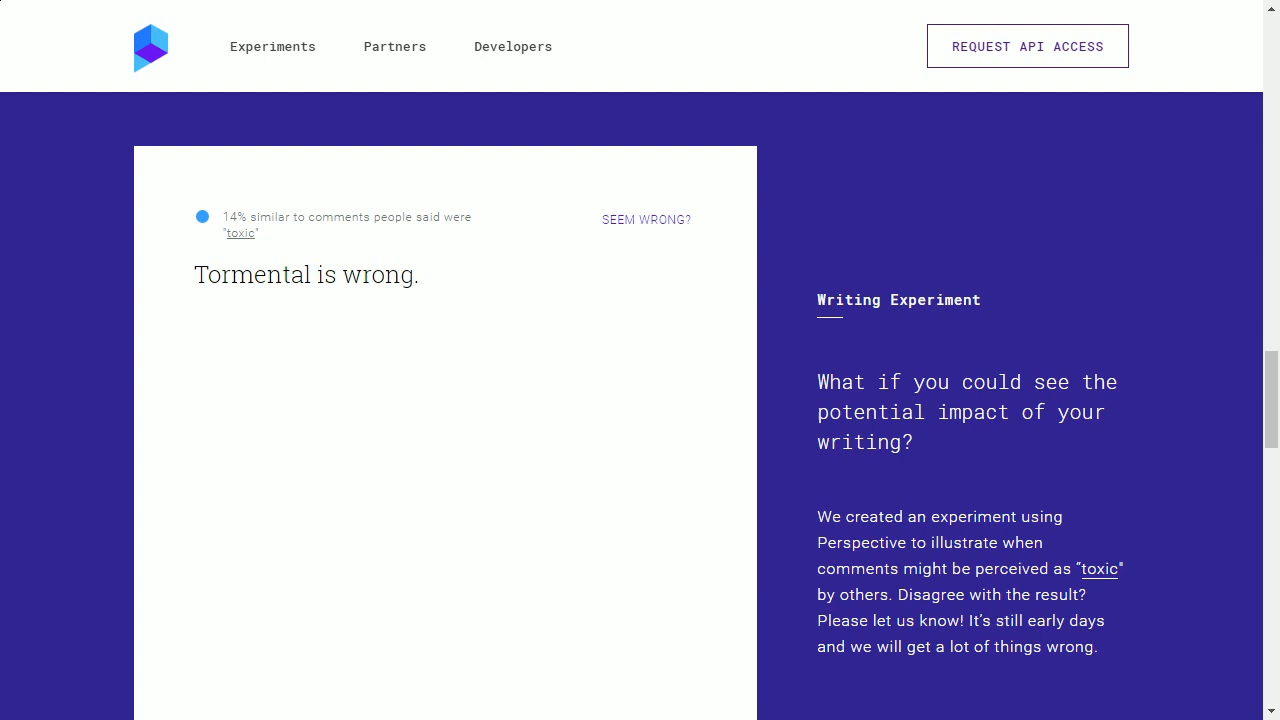 Experiments
Partners
Developers
REQUEST API ACCESS
14% similar to comments people said were
"toxic"
SEEM WRONG?
Tormental is wrong.
Writing Experiment
What if you could see the
potential impact of your
writing?
We created an experiment using
Perspective to illustrate when
comments might be perceived as “toxic"
by others. Disagree with the result?
Please let us know! It’s still early days
and we will get a lot of things wrong.